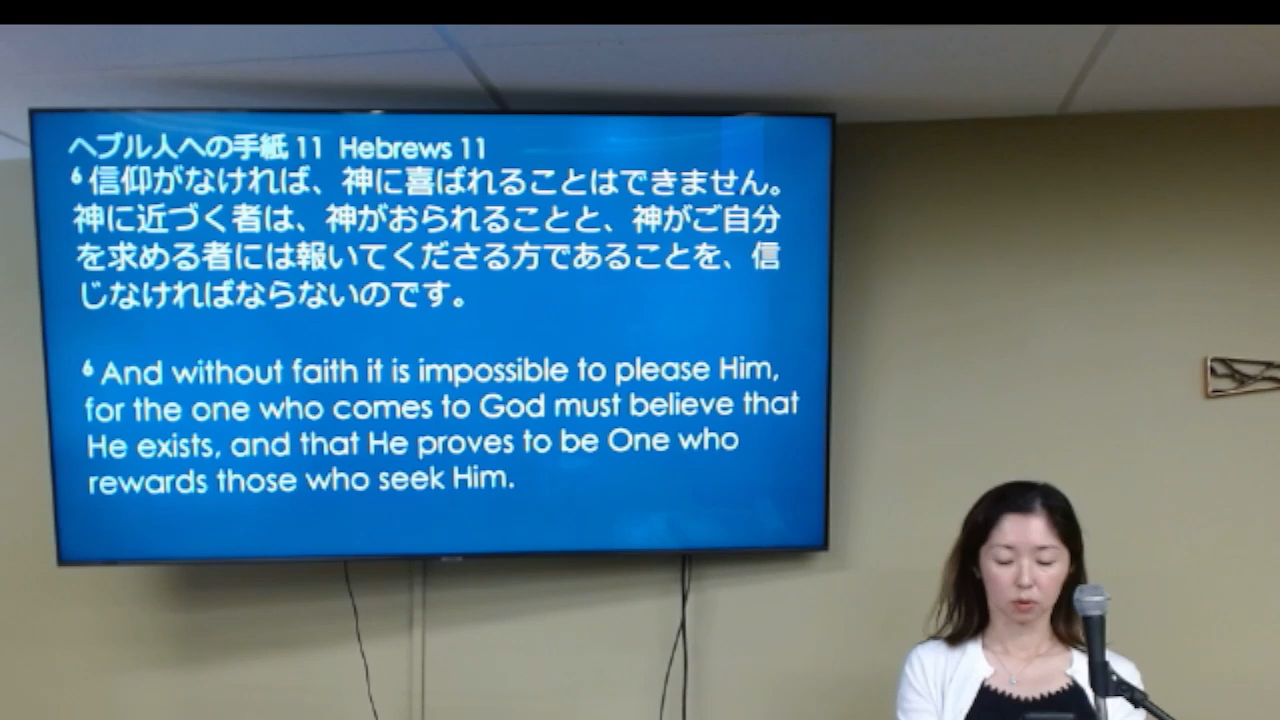 ヘブル人への手紙 11 Hebrews 11
6 信仰がなければ、神に喜ばれることはできません。
神に近づく者は、神がおられることと、神がご自分
を求める者には報いてくださる方であることを、信
じなければならないのです。
6 And without faith it is impossible to please Him,
for the one who comes to God must believe that
He exists, and that He proves to be One who
rewards those who seek Him.